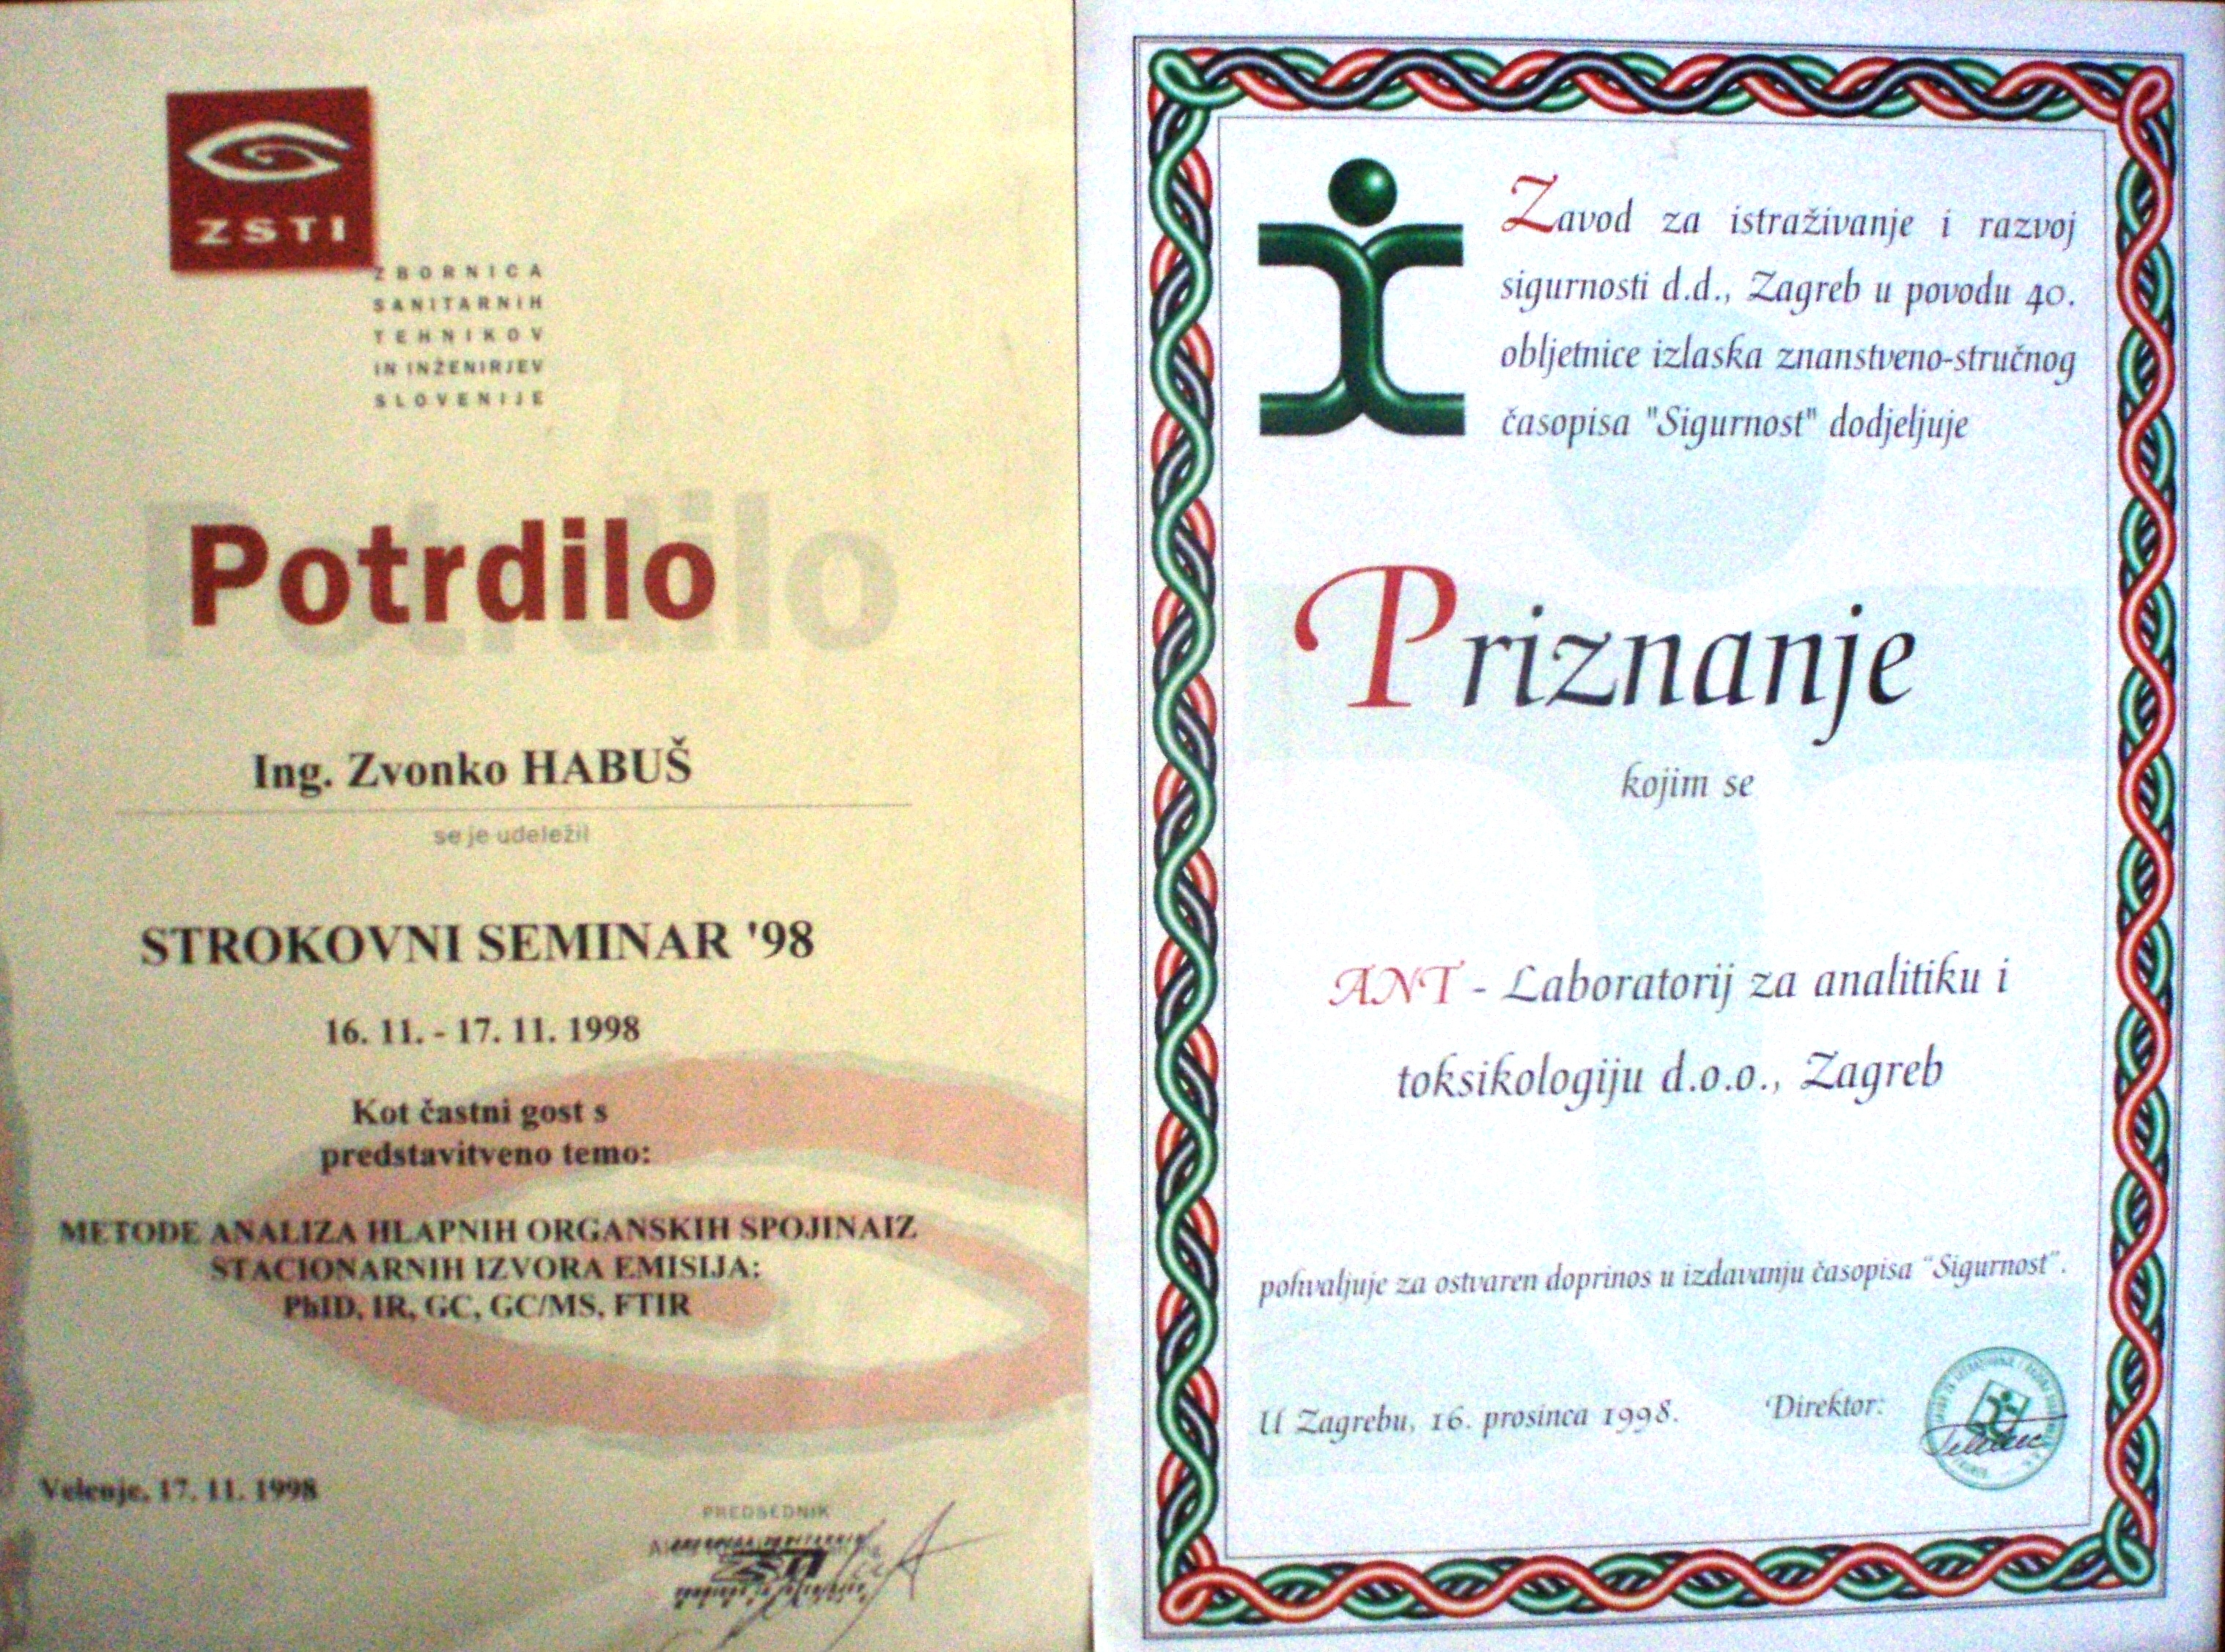 ZSTI
ZBORNICA
SANITARNIH
TEHNIKOV
IN INŽENIRJEV
SLOVENIJE
Potrdilo
Ing. Zvonko HABUŠ
se je udeležil
STROKOVNI SEMINAR '98
16. 11. - 17. 11. 1998
Kot častni gost s
predstavitveno temo:
METODE ANALIZA HLAPNIH ORGANSKIH SPOJINAIZ
STACIONARNIH IZVORA EMISIJA:
PhID, IR, GC, GC/MS, FTIR
Velenje, 17. 11. 1998
PREDSEDNIK
Zavod za istraživanje i razvoj
sigurnosti d.d., Zagreb u povodu 40.
obljetnice izlaska znanstveno-stručnog
časopisa "Sigurnost" dodjeljuje
Priznanje
kojim se
ANT - Laboratorij za analitiku i
toksikologiju d.o.o., Zagreb
pohvaljuje za ostvaren doprinos u izdavanju časopisa "Sigurnost".
U Zagrebu, 16. prosinca 1998. Direktor: